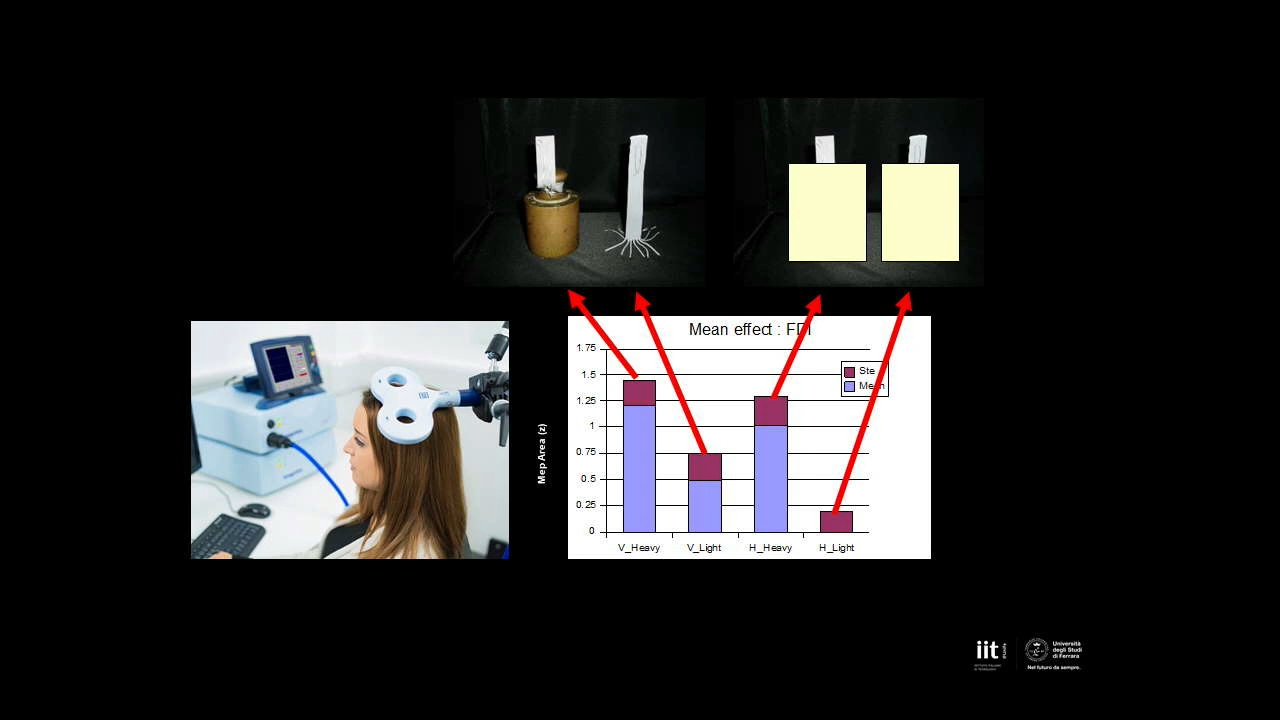 Mean effect : FDI
1.75
1.5
1.25
1
0.75
0.5
0.25
0
Mep Area (z)
Ste
Mean
V_Heavy
V_Light
H_Heavy
H_Light
iit
Università
degli Studi
di Ferrara
Nel futuro da sempre.